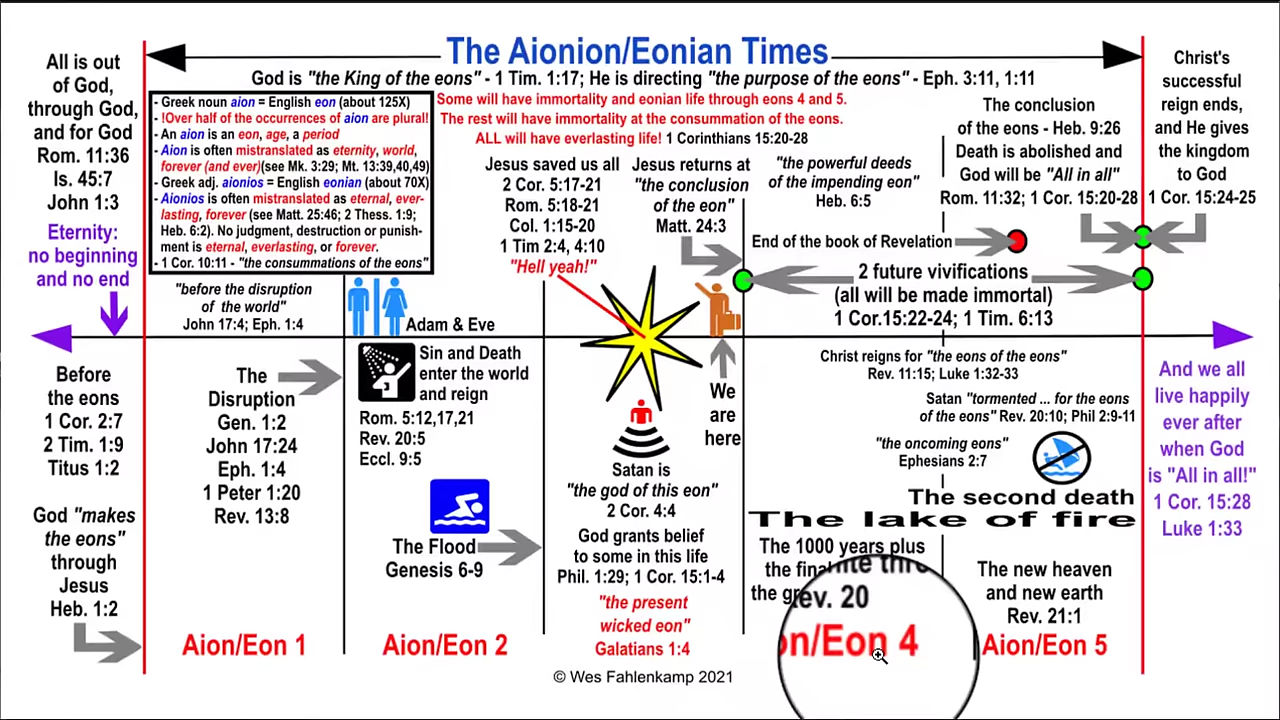 The Aionion/Eonian Times
God is "the King of the eons" - 1 Tim. 1:17; He is directing "the purpose of the eons" - Eph. 3:11, 1:11
All is out
of God,
through God,
and for God
Rom. 11:36
Is. 45:7
John 1:3
Eternity:
no beginning
and no end
- Greek noun aion = English eon (about 125X)
- !Over half of the occurrences of aion are plural!
- An aion is an eon, age, a period
- Aion is often mistranslated as eternity, world,
forever (and ever)(see Mk. 3:29; Mt. 13:39,40,49)
- Greek adj. aionios = English eonian (about 70X)
- Aionios is often mistranslated as eternal, ever-
lasting, forever (see Matt. 25:46; 2 Thess. 1:9;
Heb. 6:2). No judgment, destruction or punish-
ment is eternal, everlasting, or forever.
- 1 Cor. 10:11 - "the consummations of the eons"
Some will have immortality and eonian life through eons 4 and 5.
The rest will have immortality at the consummation of the eons.
ALL will have everlasting life! 1 Corinthians 15:20-28
Jesus saved us all
2 Cor. 5:17-21
Rom. 5:18-21
Col. 1:15-20
1 Tim 2:4, 4:10
"Hell yeah!"
Jesus returns at
"the conclusion
of the eon"
Matt. 24:3
"the powerful deeds
of the impending eon"
Heb. 6:5
The conclusion
of the eons - Heb. 9:26
Death is abolished and
God will be "All in all"
Rom. 11:32; 1 Cor. 15:20-28
Christ's
successful
reign ends,
and He gives
the kingdom
to God
1 Cor. 15:24-25
End of the book of Revelation
2 future vivifications
(all will be made immortal)
1 Cor.15:22-24; 1 Tim. 6:13
"before the disruption
of the world"
John 17:4; Eph. 1:4
Adam & Eve
Before
the eons
1 Cor. 2:7
2 Tim. 1:9
Titus 1:2
God "makes
the eons"
through
Jesus
Heb. 1:2
The
Disruption
Gen. 1:2
John 17:24
Eph. 1:4
1 Peter 1:20
Rev. 13:8
Sin and Death
enter the world
and reign
Rom. 5:12,17,21
Rev. 20:5
Eccl. 9:5
The Flood
Genesis 6-9
Satan is
"the god of this eon"
2 Cor. 4:4
God grants belief
to some in this life
Phil. 1:29; 1 Cor. 15:1-4
"the present
wicked eon"
Galatians 1:4
We
are
here
Christ reigns for "the eons of the eons"
Rev. 11:15; Luke 1:32-33
Satan "tormented ... for the eons
of the eons" Rev. 20:10; Phil 2:9-11
"the oncoming eons"
Ephesians 2:7
The second death
The lake of fire
The 1000 years plus
the
the
20
Eon 4
The new heaven
and new earth
Rev. 21:1
And we all
live happily
ever after
when God
is "All in all!"
1 Cor. 15:28
Luke 1:33
Aion/Eon 1
Aion/Eon 2
Aion/Eon 5
© Wes Fahlenkamp 2021